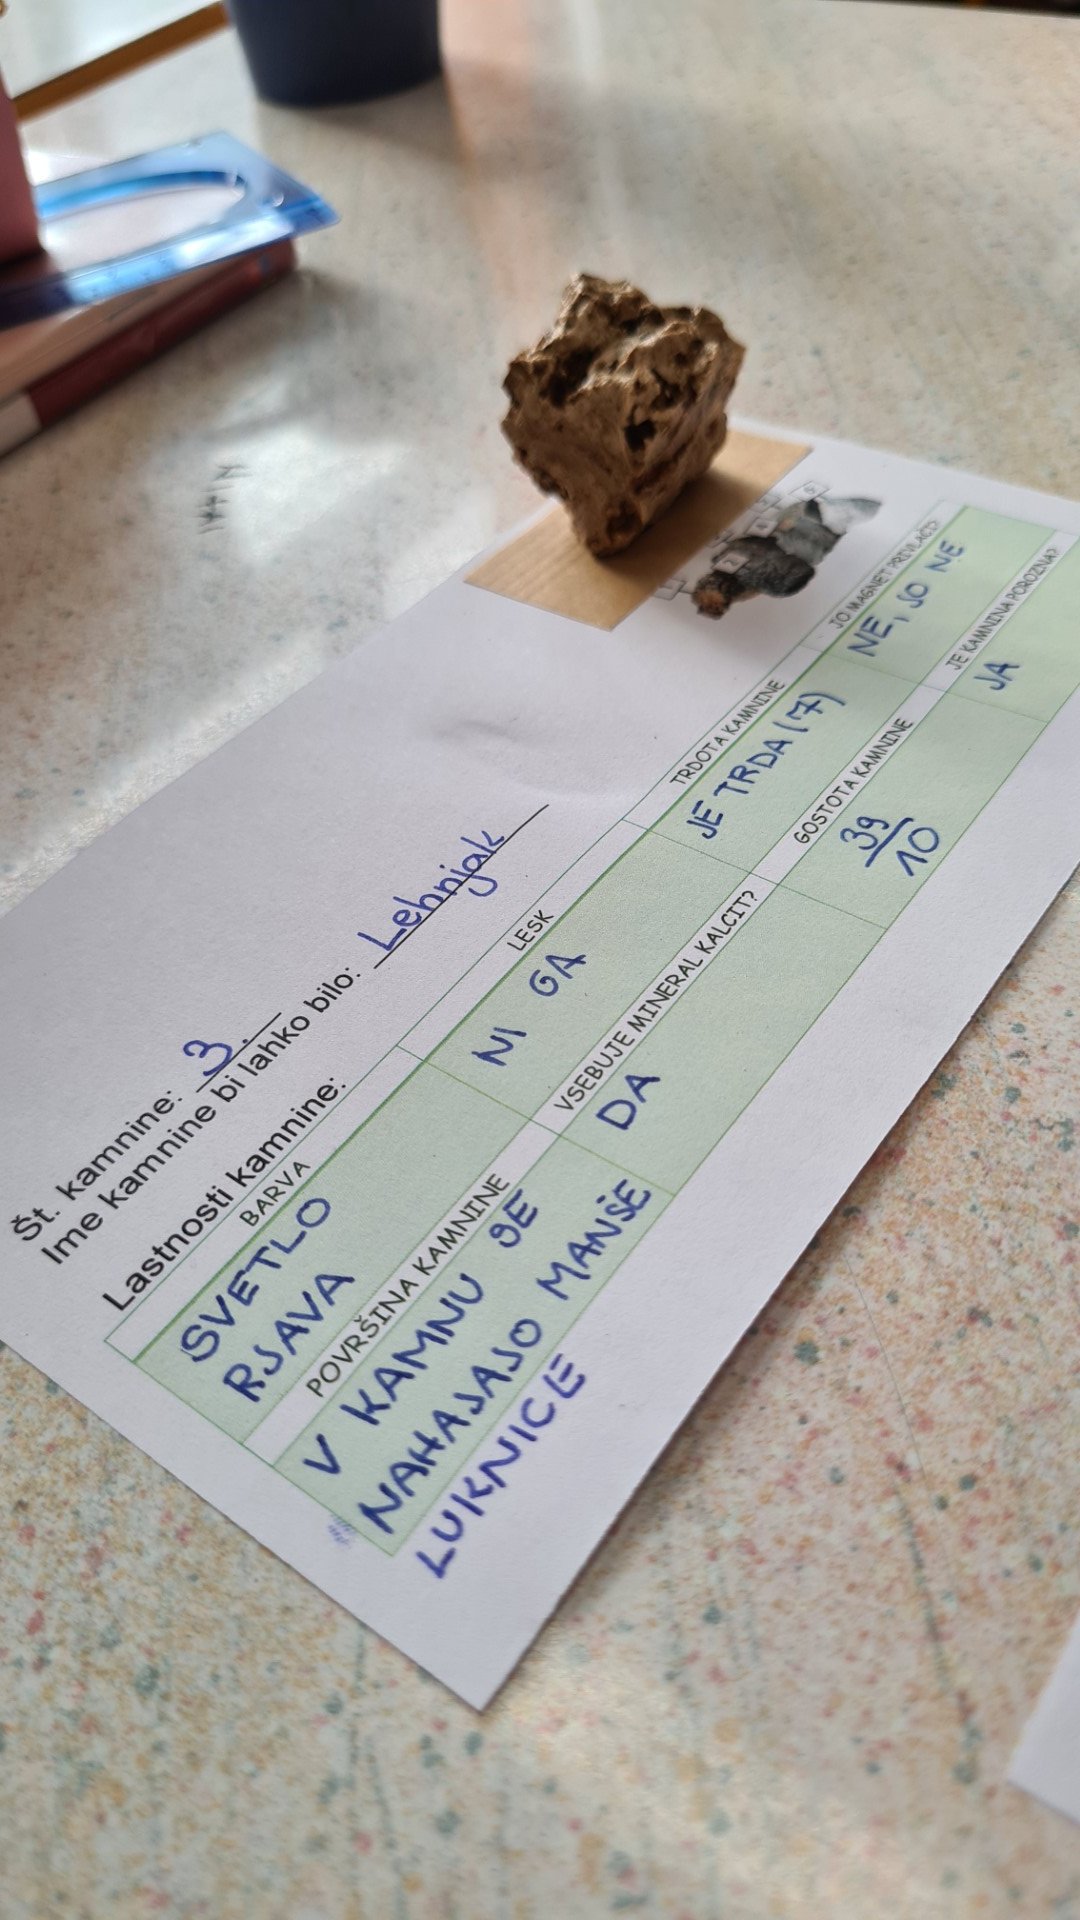 Št. kamnine: 3.
Ime kamnine bi lahko bilo: Lehnjak
Lastnosti kamnine:
BARVA
SVETLO
RJAVA
LESK
NI GA
TRDOTA KAMNINE
JE TRDA (7)
JO MAGNET PRIVLAČI?
NE, JO NE
POVRŠINA KAMNINE
V KAMNU SE
NAHAJAJO MANŠE
LUKNICE
VSEBUJE MINERAL KALCIT?
DA
GOSTOTA KAMNINE
39
10
JE KAMNINA POROZNA?
JA